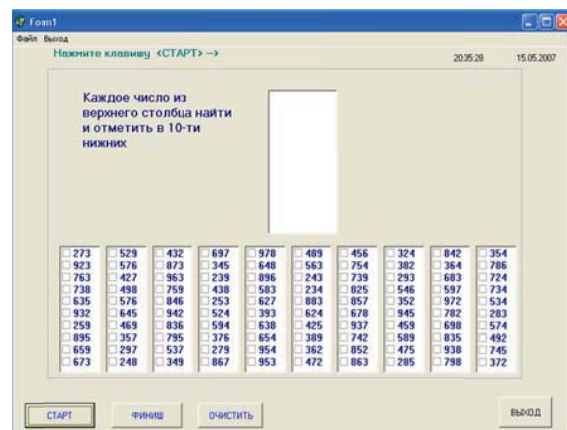 Form1
Файл Выход
Нажмите клавишу <СТАРТ> -->
20:35:28 15.05.2007
Каждое число из
верхнего столбца найти
и отметить в 10-ти
нижних
273 529 432 697 978 489 456 324 842 354
923 576 873 345 648 563 754 382 364 786
763 427 963 239 896 243 739 293 683 724
738 498 759 438 583 234 825 546 597 734
635 576 846 253 627 883 857 352 972 534
932 645 942 524 393 624 678 945 782 283
259 469 836 594 638 425 937 459 698 574
895 357 795 376 654 389 742 589 835 492
659 297 537 279 954 362 852 475 938 745
673 248 349 867 953 472 863 285 798 372
СТАРТ ФИНИШ ОЧИСТИТЬ ВЫХОД